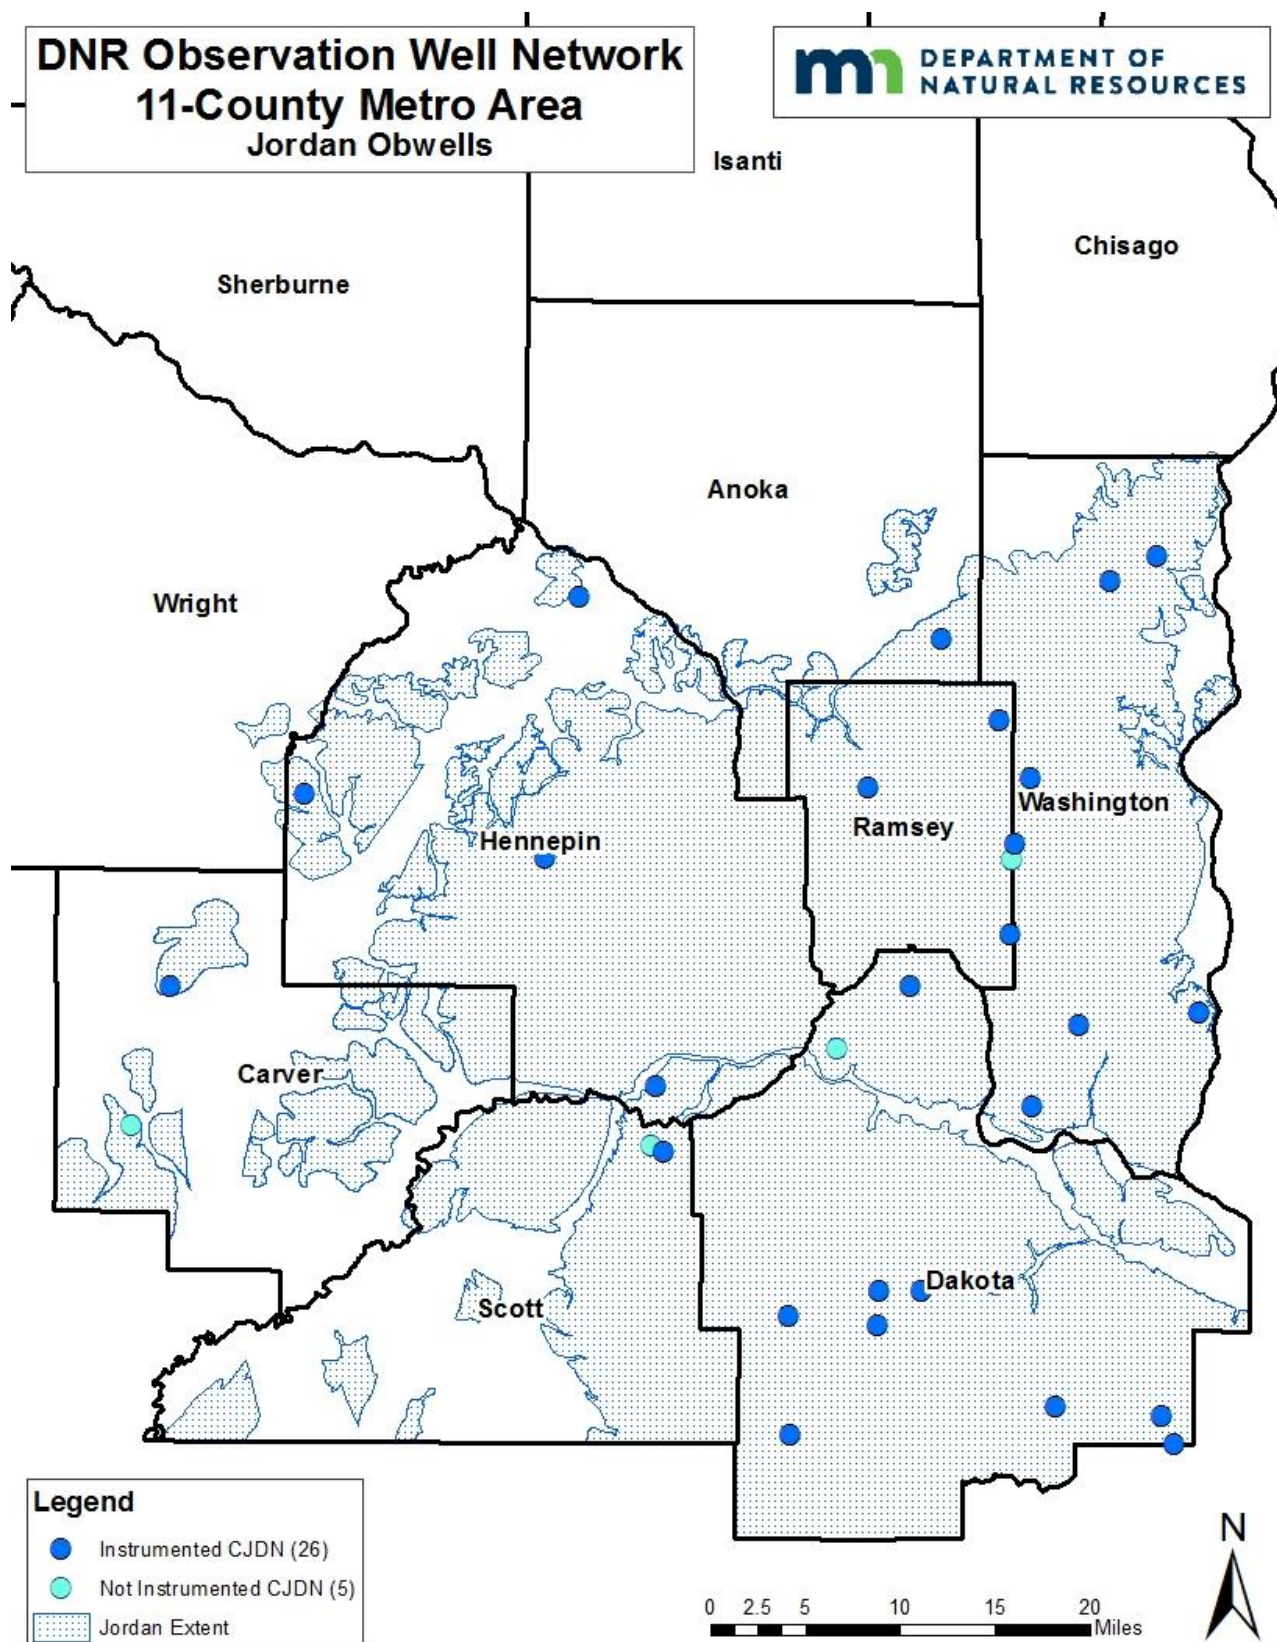 DNR Observation Well Network
11-County Metro Area
Jordan Obwells
mn DEPARTMENT OF
NATURAL RESOURCES
Isanti
Chisago
Sherburne
Anoka
Wright
Washington
Ramsey
Hennepin
Carver
Dakota
Scott
Legend
Instrumented CJDN (26)
Not Instrumented CJDN (5)
Jordan Extent
N
0 2.5 5 10 15 20
Miles